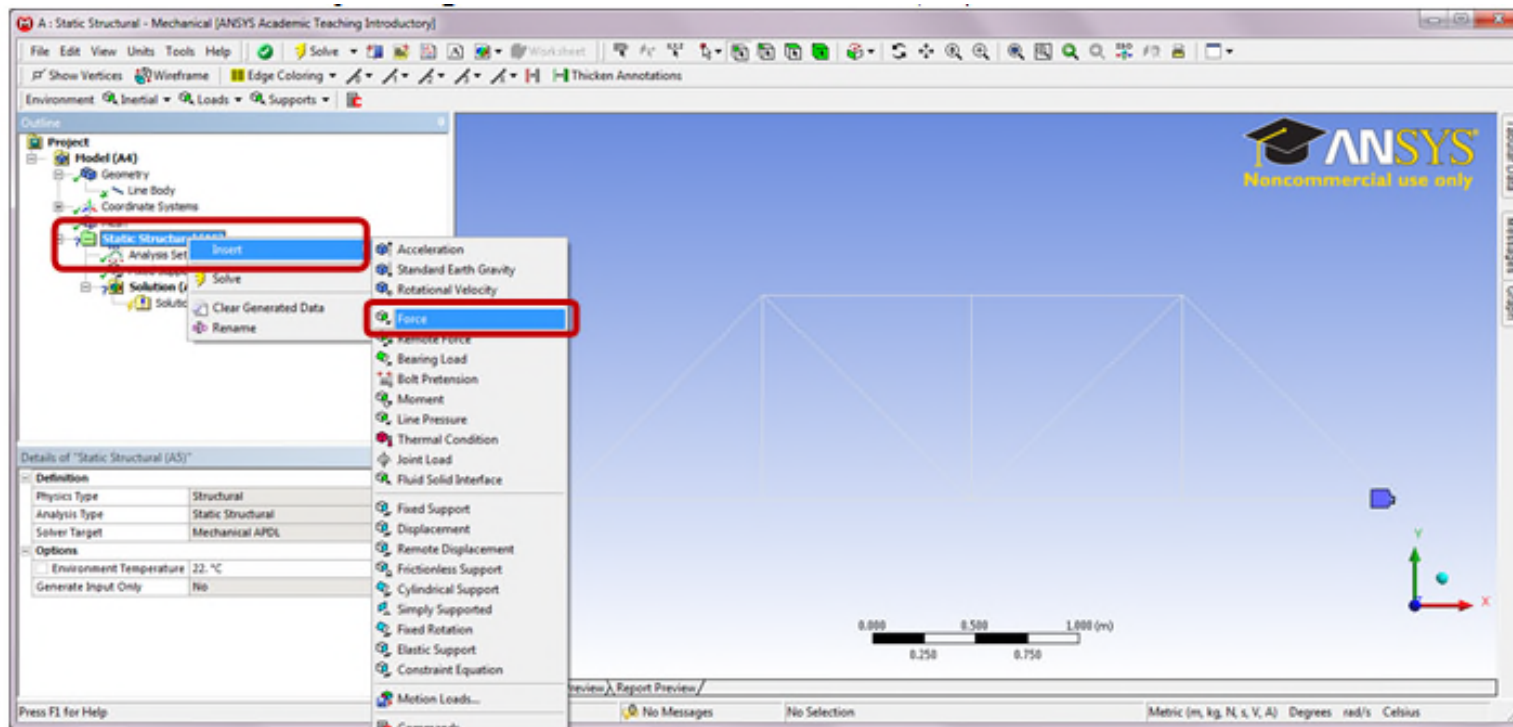 A : Static Structural - Mechanical [ANSYS Academic Teaching Introductory]
File Edit View Units Tools Help Solve Worksheet
Show Vertices Wireframe Edge Coloring Thicken Annotations
Environment Inertial Loads Supports
Outline
Project
Model (A4)
Geometry
Line Body
Coordinate Systems
Static Structural
Analysis Set
Solution (A
Solutio
Insert
Solve
Clear Generated Data
Rename
Acceleration
Standard Earth Gravity
Rotational Velocity
Force
Remote Force
Bearing Load
Bolt Pretension
Moment
Line Pressure
Thermal Condition
Joint Load
Fluid Solid Interface
Fixed Support
Displacement
Remote Displacement
Frictionless Support
Cylindrical Support
Simply Supported
Fixed Rotation
Elastic Support
Constraint Equation
Motion Loads...
Commands
ANSYS
Noncommercial use only
Tabular Data
Messages
Graph
Details of "Static Structural (A5)"
Definition
Physics Type Structural
Analysis Type Static Structural
Solver Target Mechanical APDL
Options
Environment Temperature 22. °C
Generate Input Only No
Y
X
0.000 0.500 1.000 (m)
0.250 0.750
Preview Report Preview
Press F1 for Help No Messages No Selection Metric (m, kg, N, s, V, A) Degrees rad/s Celsius